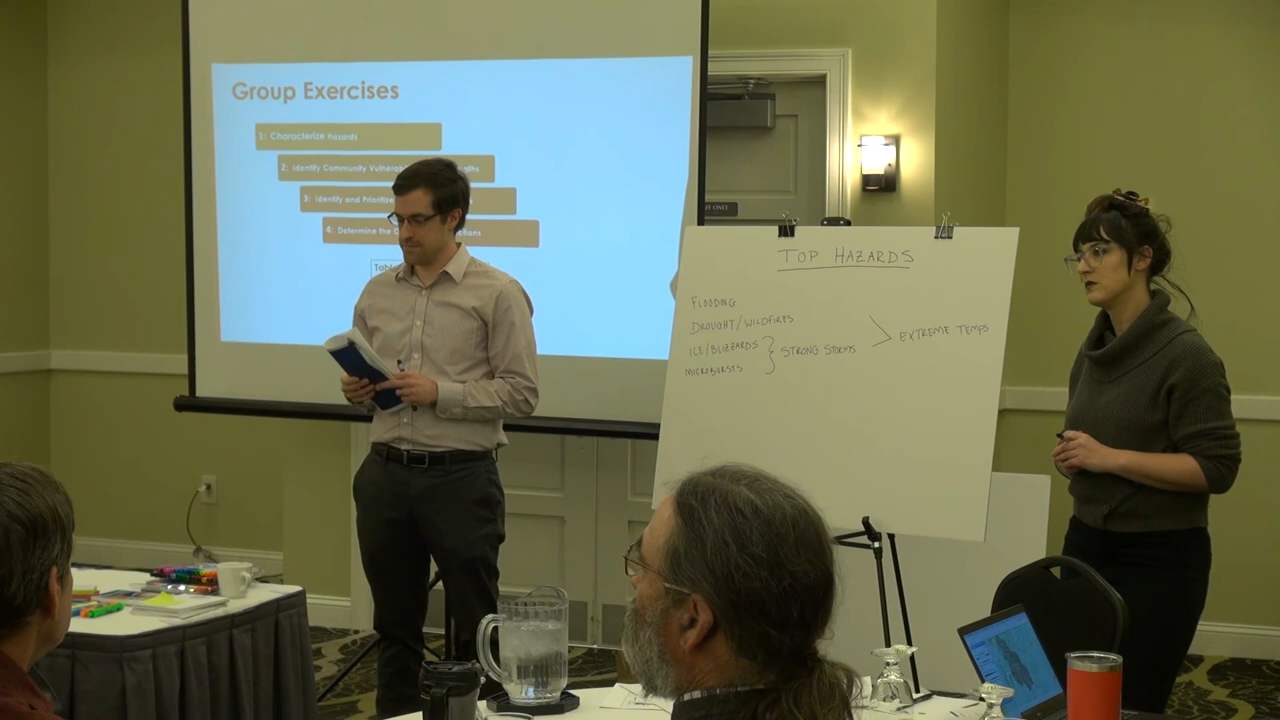 Group Exercises
1: Characterize Hazards
2: Identify Community
3: Identify and Prioritize
4: Determine the
ONLY
TOP HAZARDS
FLOODING
DROUGHT/WILDFIRES
ICE/BLIZZARDS } STRONG STORMS > EXTREME TEMPS
MICROBURSTS